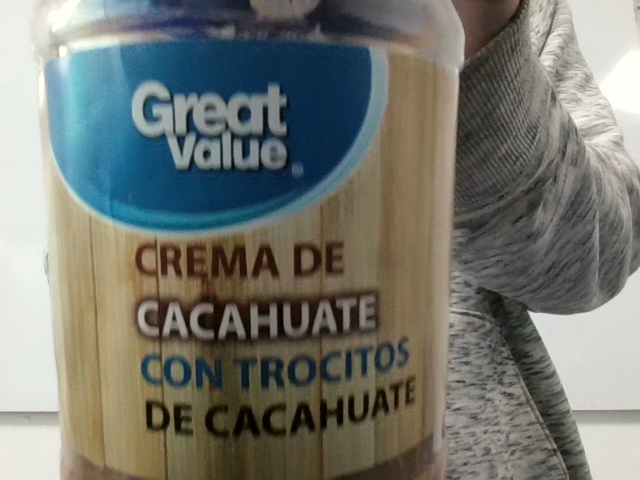 Great
Value
CREMA DE
CACAHUATE
CON TROCITOS
DE CACAHUATE